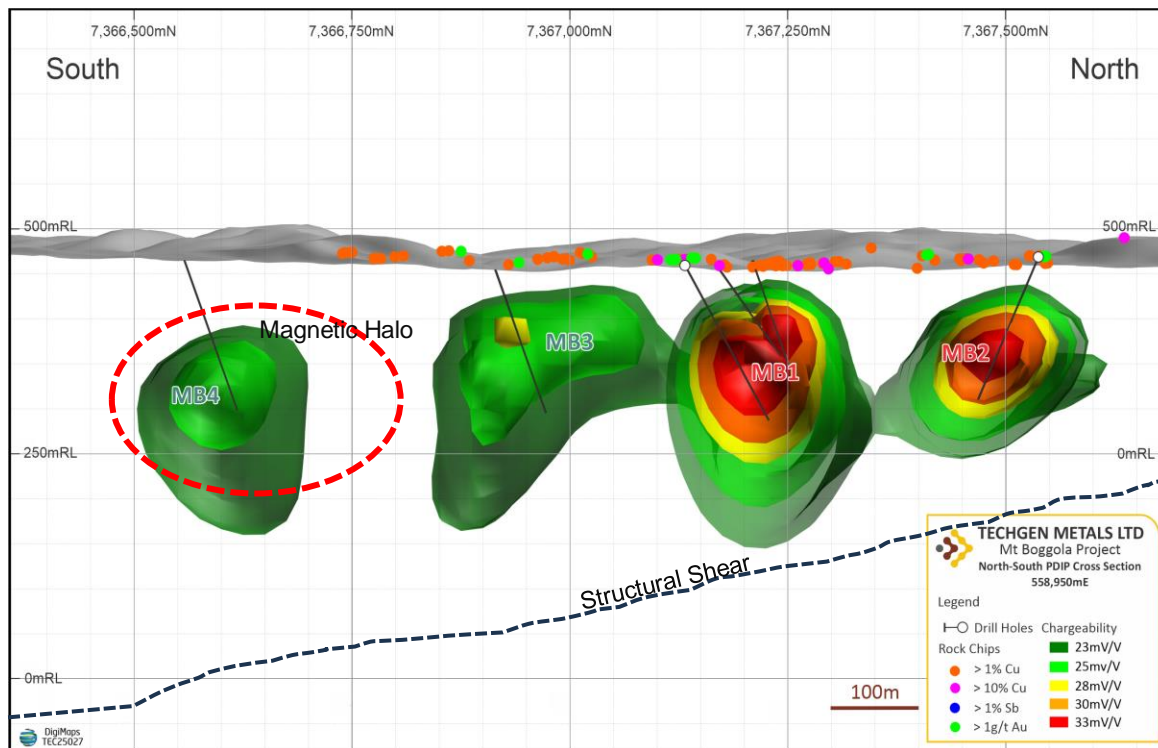 7,366,500mN
7,366,750mN
7,367,000mN
7,367,250mN
7,367,500mN
South
North
500mRL
500mRL
Magnetic Halo
MB4
MB3
MB1
MB2
250mRL
0mRL
Structural Shear
0mRL
100m
TECHGEN METALS LTD
Mt Boggola Project
North-South PDIP Cross Section
558,950mE
Legend
Drill Holes
Rock Chips
> 1% Cu
> 10% Cu
> 1% Sb
> 1g/t Au
Chargeability
23mV/V
25mv/V
28mV/V
30mV/V
33mV/V
DigiMaps
TEC25027